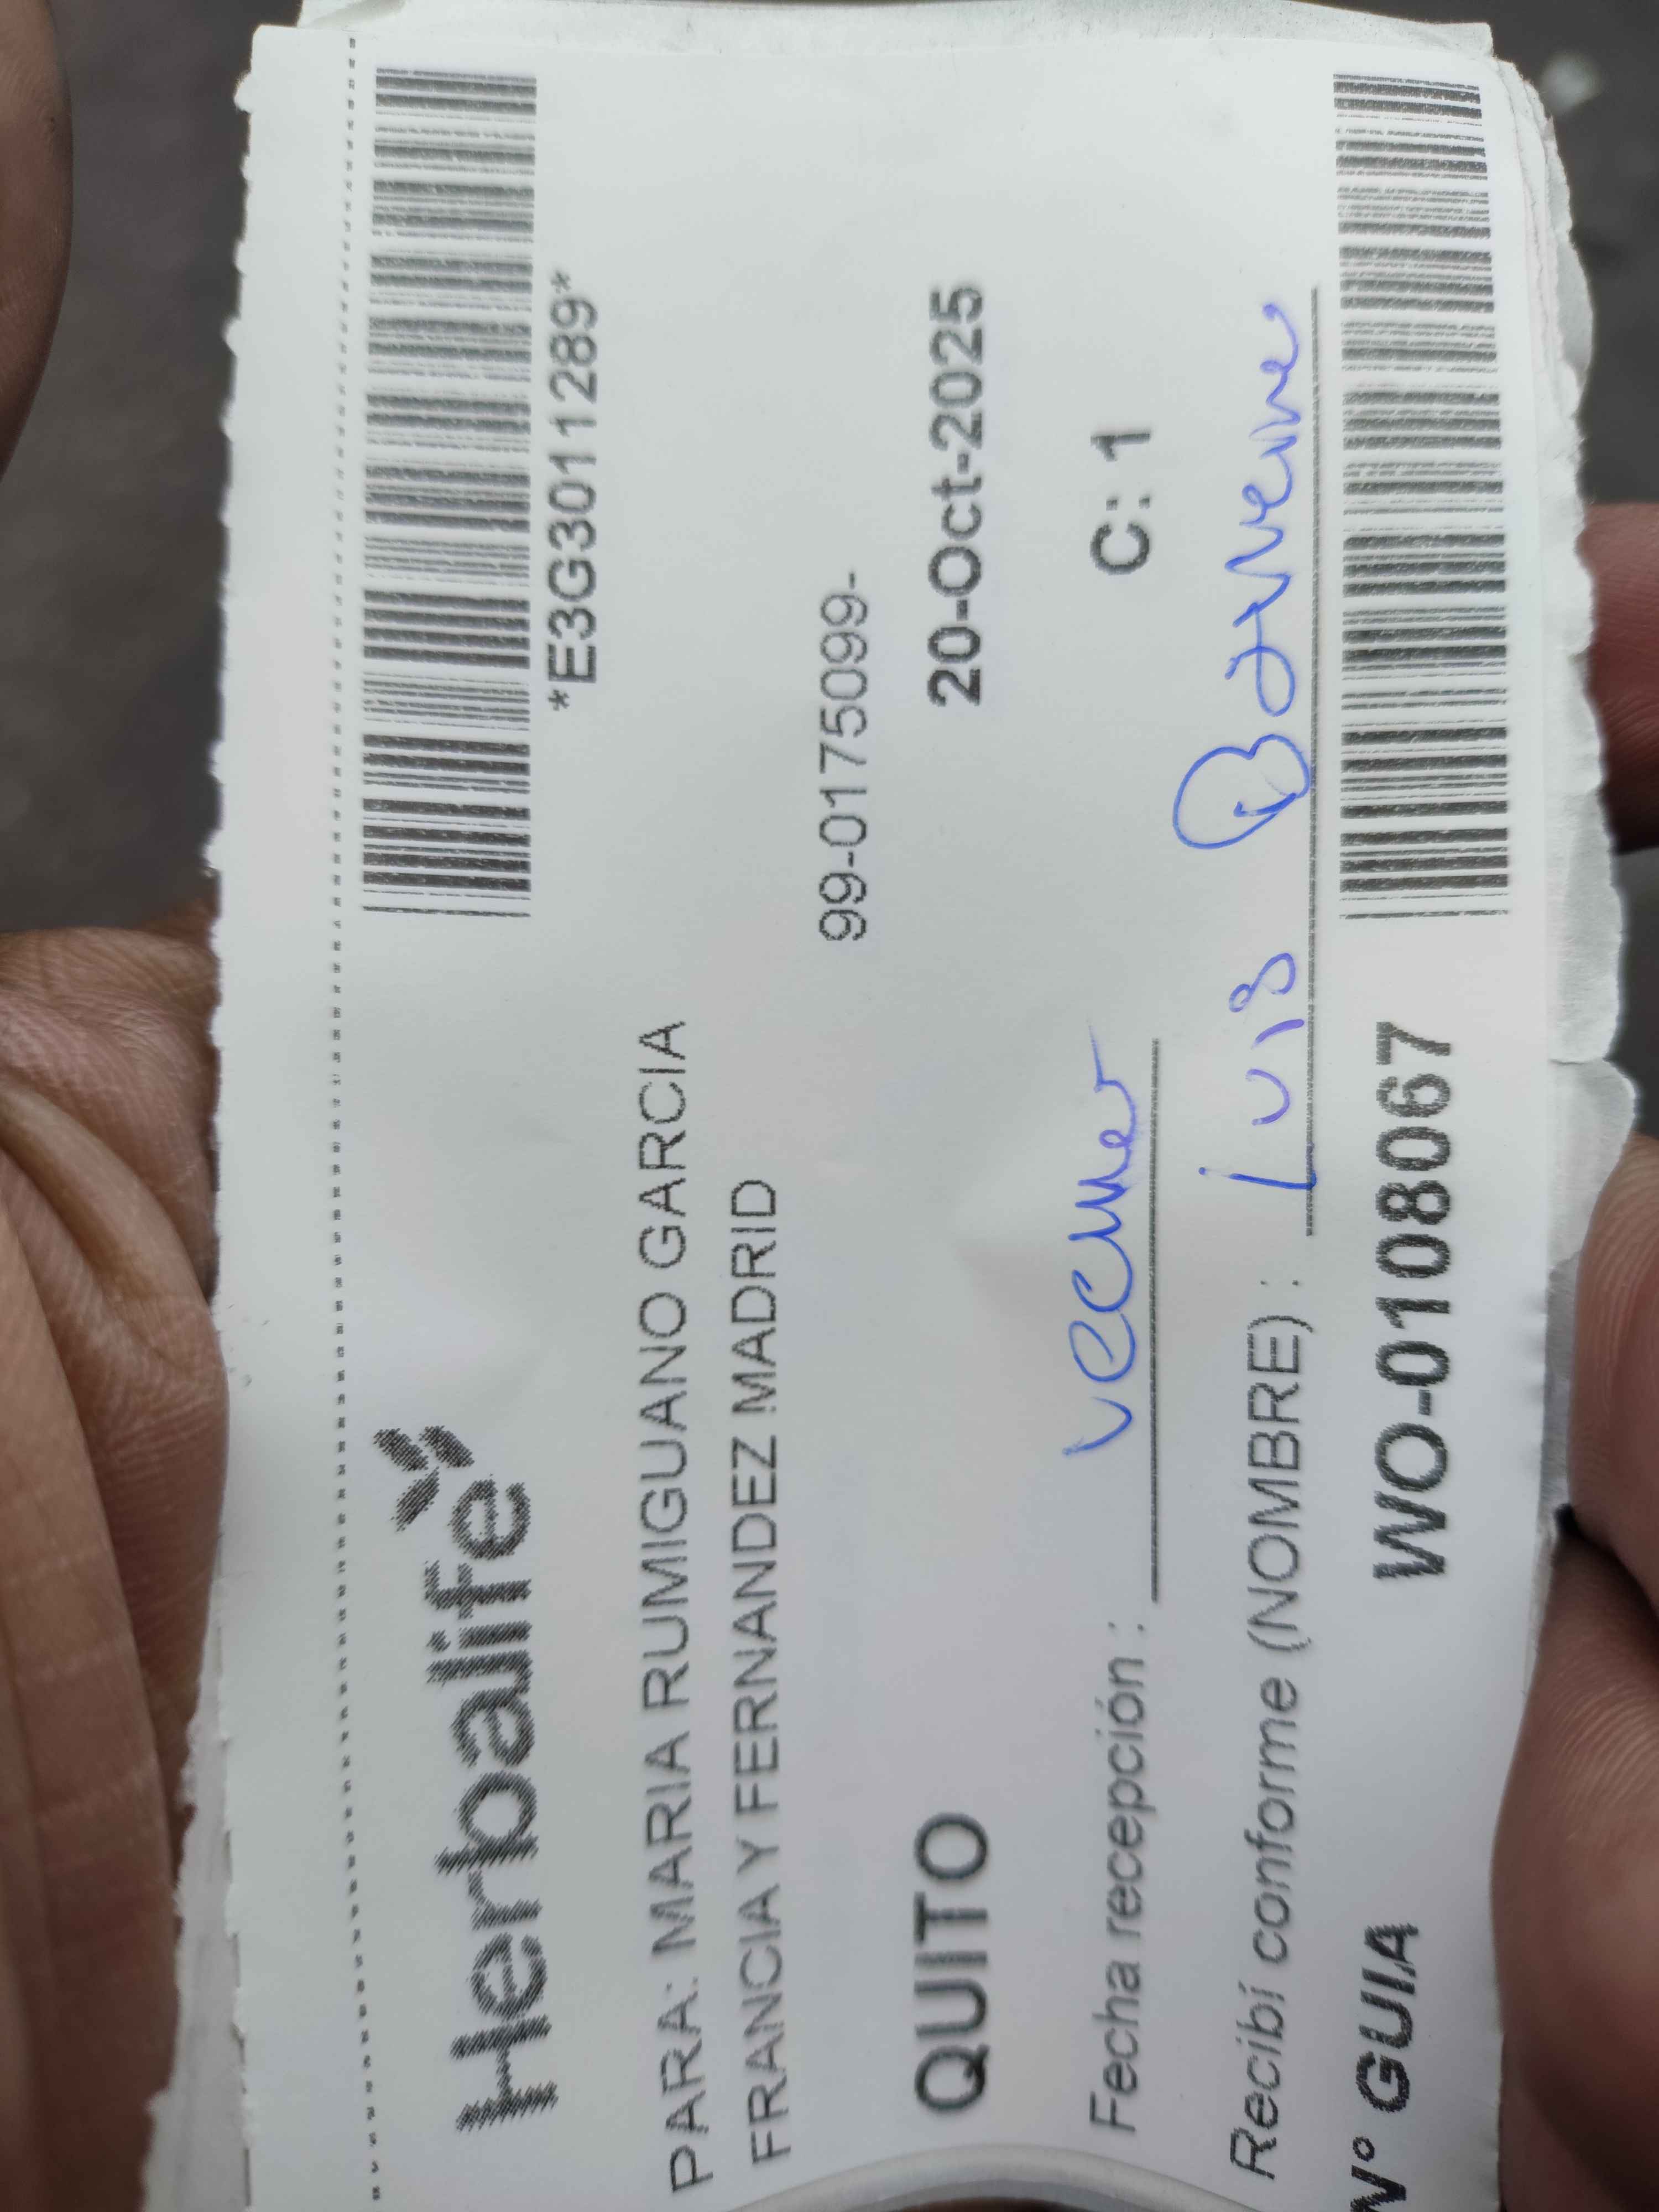 Herbalife
*E3G3011289*
PARA: MARIA RUMIGUANO GARCIA
FRANCIA Y FERNANDEZ MADRID
99-0175099-
QUITO 20-Oct-2025
Fecha recepción : C: 1
Recibí conforme (NOMBRE) : Luis
N° GUIA WO-0108067